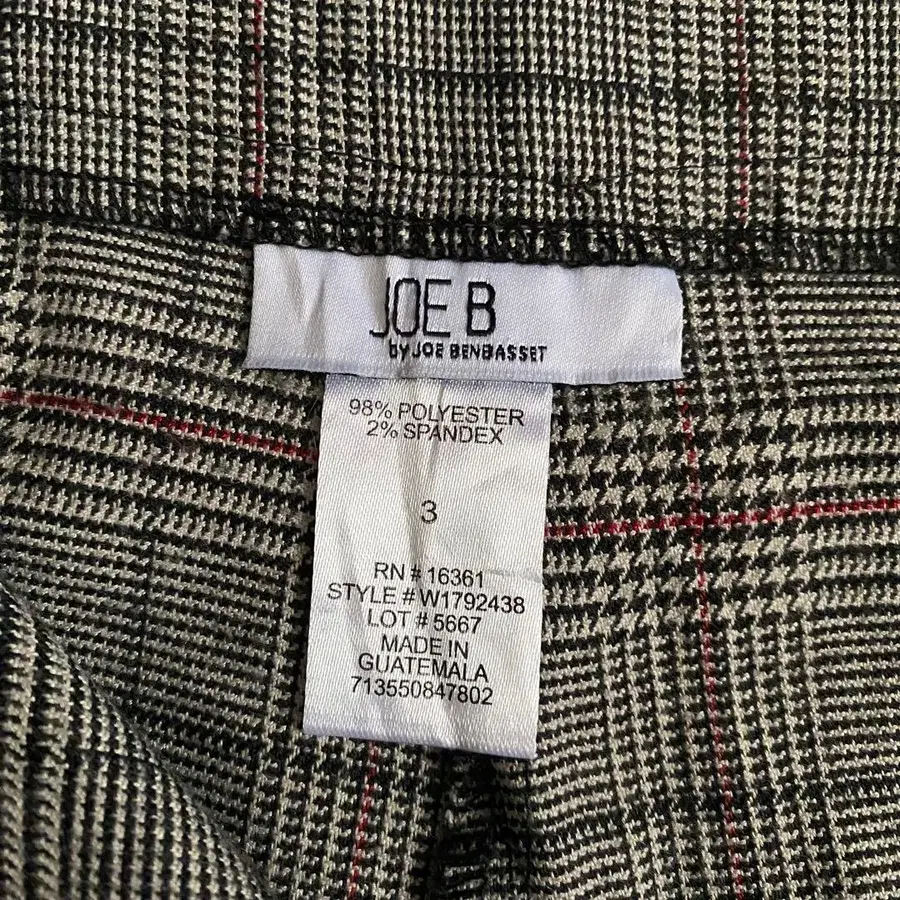 JOE B
by JOE BENBASSET
98% POLYESTER
2% SPANDEX
3
RN # 16361
STYLE # W1792438
LOT # 5667
MADE IN
GUATEMALA
713550847802